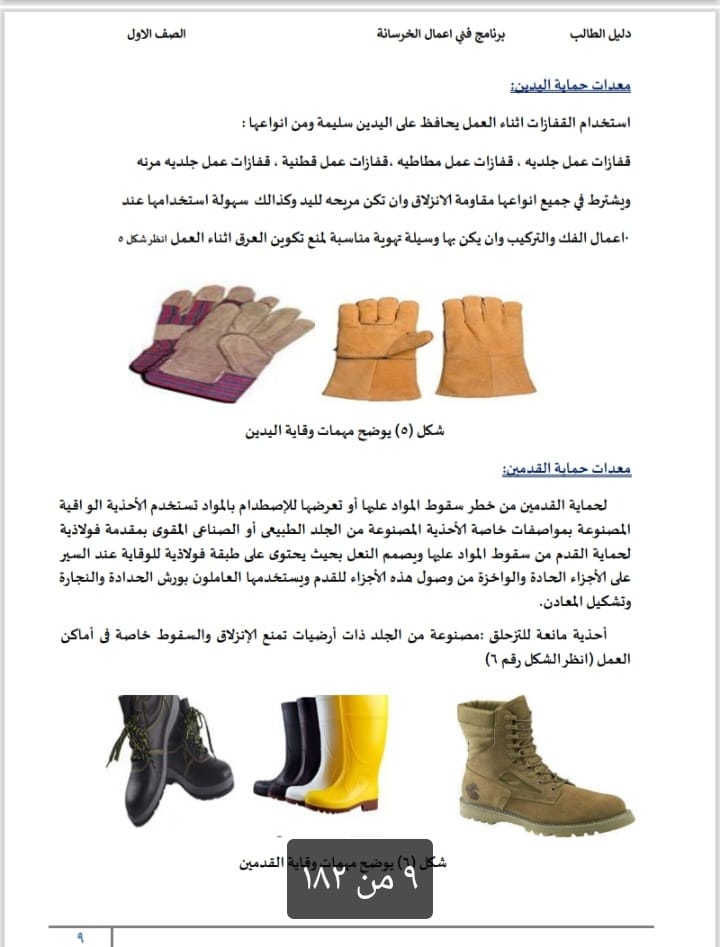 دليل الطالب برنامج فني اعمال الخرسانة الصف الاول
معدات حماية اليدين:
استخدام القفازات اثناء العمل يحافظ على اليدين سليمة ومن انواعها :
قفازات عمل جلديه ، قفازات عمل مطاطيه ،قفازات عمل قطنية ، قفازات عمل جلديه مرنه
ويشترط في جميع انواعها مقاومة الانزلاق وان تكن مريحه لليد وكذالك سهولة استخدامها عند
٠اعمال الفك والتركيب وان يكن بها وسيلة تهوية مناسبة لمنع تكوين العرق اثناء العمل انظر شكل ٥
شكل (٥) يوضح مهمات وقاية اليدين
معدات حماية القدمين:
لحماية القدمين من خطر سقوط المواد عليها أو تعرضها للإصطدام بالمواد تستخدم الأحذية الواقية
المصنوعة بمواصفات خاصة الأحذية المصنوعة من الجلد الطبيعى أو الصناعى المقوى بمقدمة فولاذية
لحماية القدم من سقوط المواد عليها ويصمم النعل بحيث يحتوى على طبقة فولاذية للوقاية عند السير
على الأجزاء الحادة والواخزة من وصول هذه الأجزاء للقدم ويستخدمها العاملون بورش الحدادة والنجارة
وتشكيل المعادن.
أحذية مانعة للتزحلق :مصنوعة من الجلد ذات أرضيات تمنع الإنزلاق والسقوط خاصة فى أماكن
العمل (انظر الشكل رقم ٦)
شكل (٦) يوضح مهمات وقاية القدمين
٩ من ١٨٢
٩